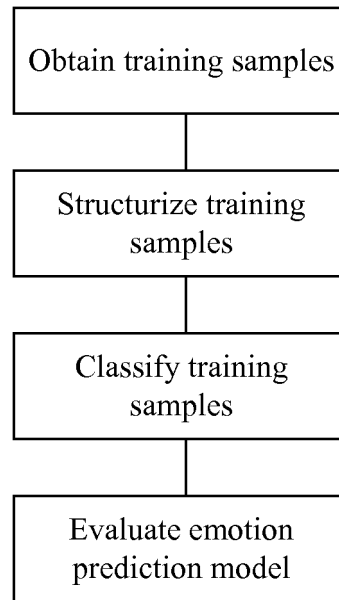 Obtain training samples
Structurize training
samples
Classify training
samples
Evaluate emotion
prediction model